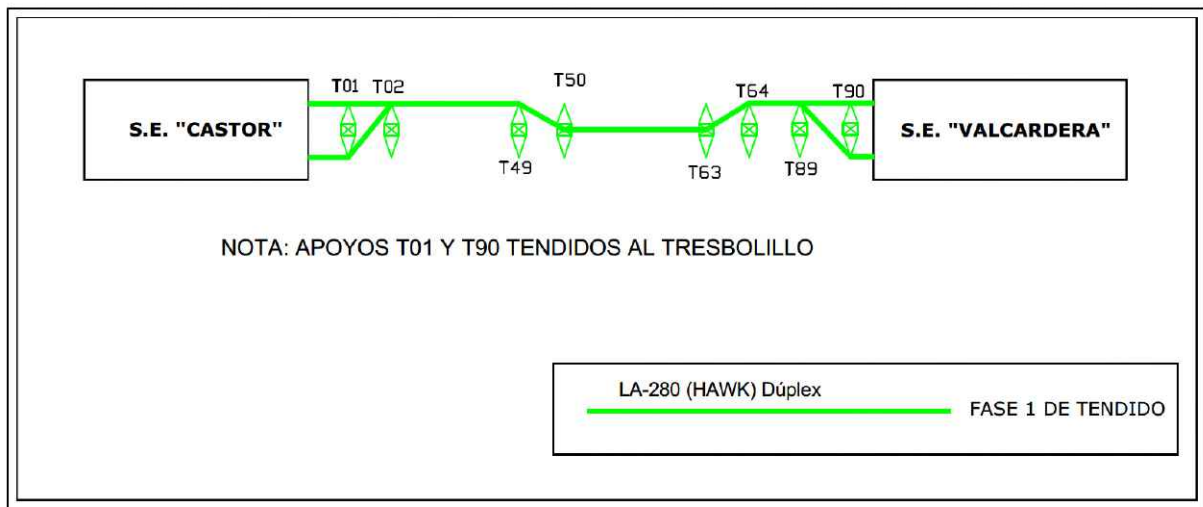 T01 T02 T50 T64 T90
S.E. "CASTOR"
S.E. "VALCARDERA"
T49 T63 T89
NOTA: APOYOS T01 Y T90 TENDIDOS AL TRESBOLILLO
LA-280 (HAWK) Dúplex
FASE 1 DE TENDIDO